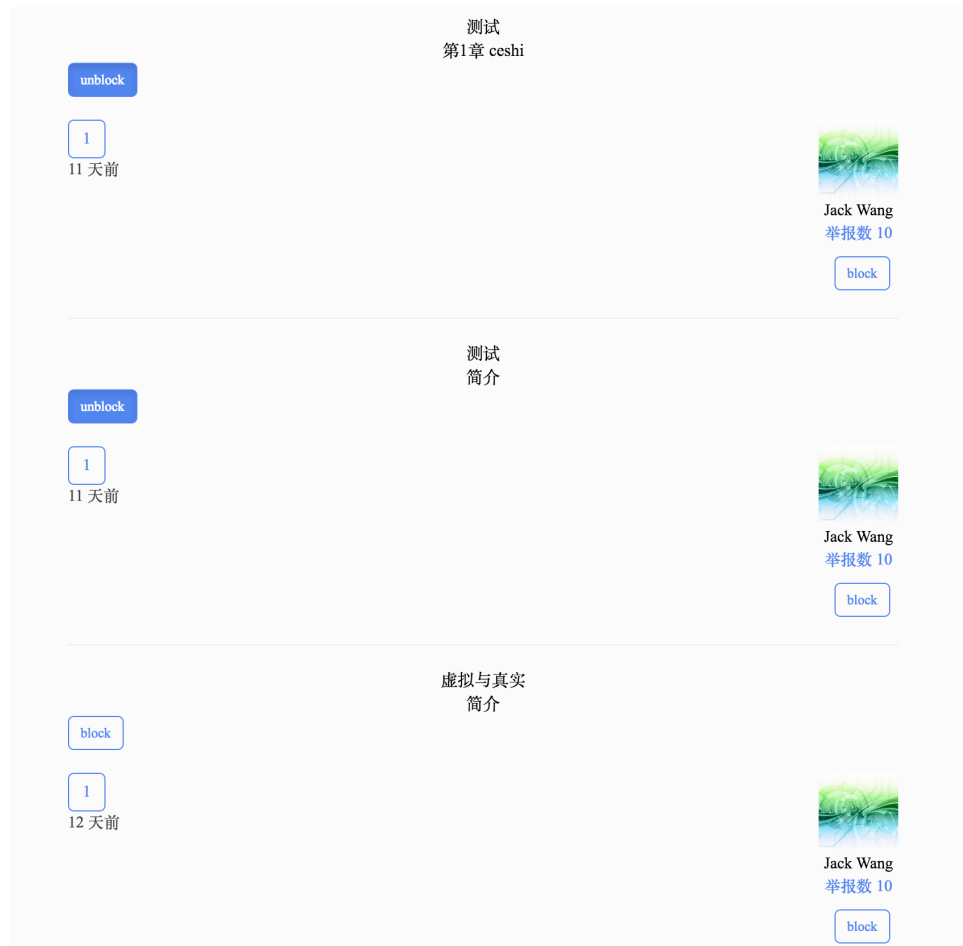 测试
第1章 ceshi
unblock
1
11 天前
Jack Wang
举报数 10
block
测试
简介
unblock
1
11 天前
Jack Wang
举报数 10
block
虚拟与真实
简介
block
1
12 天前
Jack Wang
举报数 10
block